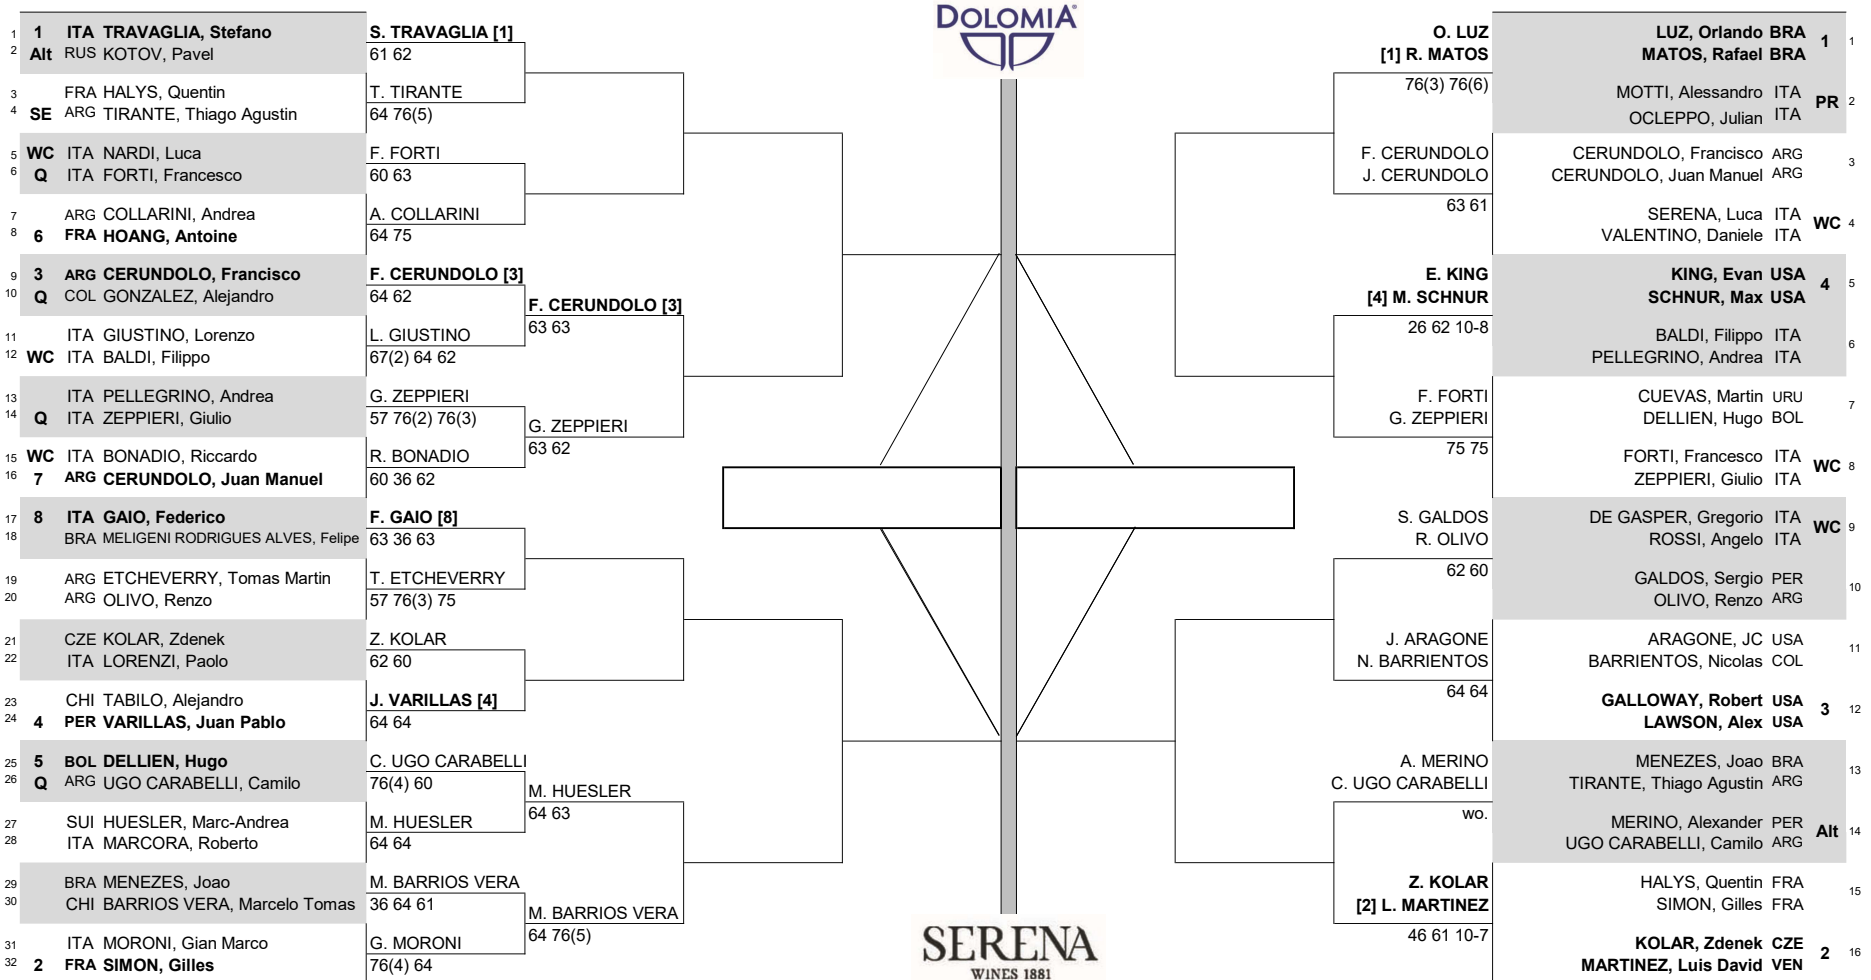 DOLOMIA
1 1 ITA TRAVAGLIA, Stefano
2 Alt RUS KOTOV, Pavel
3 FRA HALYS, Quentin
4 SE ARG TIRANTE, Thiago Agustin
5 WC ITA NARDI, Luca
6 Q ITA FORTI, Francesco
7 ARG COLLARINI, Andrea
8 6 FRA HOANG, Antoine
9 3 ARG CERUNDOLO, Francisco
10 Q COL GONZALEZ, Alejandro
11 ITA GIUSTINO, Lorenzo
12 WC ITA BALDI, Filippo
13 ITA PELLEGRINO, Andrea
14 Q ITA ZEPPIERI, Giulio
15 WC ITA BONADIO, Riccardo
16 7 ARG CERUNDOLO, Juan Manuel
17 8 ITA GAIO, Federico
18 BRA MELIGENI RODRIGUES ALVES, Felipe
19 ARG ETCHEVERRY, Tomas Martin
20 ARG OLIVO, Renzo
21 CZE KOLAR, Zdenek
22 ITA LORENZI, Paolo
23 CHI TABILO, Alejandro
24 4 PER VARILLAS, Juan Pablo
25 5 BOL DELLIEN, Hugo
26 Q ARG UGO CARABELLI, Camilo
27 SUI HUESLER, Marc-Andrea
28 ITA MARCORA, Roberto
29 BRA MENEZES, Joao
30 CHI BARRIOS VERA, Marcelo Tomas
31 ITA MORONI, Gian Marco
32 2 FRA SIMON, Gilles
S. TRAVAGLIA [1]
61 62
T. TIRANTE
64 76(5)
F. FORTI
60 63
A. COLLARINI
64 75
F. CERUNDOLO [3]
64 62
L. GIUSTINO
67(2) 64 62
G. ZEPPIERI
57 76(2) 76(3)
R. BONADIO
60 36 62
F. GAIO [8]
63 36 63
T. ETCHEVERRY
57 76(3) 75
Z. KOLAR
62 60
J. VARILLAS [4]
64 64
C. UGO CARABELLI
76(4) 60
M. HUESLER
64 64
M. BARRIOS VERA
36 64 61
G. MORONI
76(4) 64
F. CERUNDOLO [3]
63 63
G. ZEPPIERI
63 62
M. HUESLER
64 63
M. BARRIOS VERA
64 76(5)
O. LUZ
[1] R. MATOS
76(3) 76(6)
F. CERUNDOLO
J. CERUNDOLO
63 61
E. KING
[4] M. SCHNUR
26 62 10-8
F. FORTI
G. ZEPPIERI
75 75
S. GALDOS
R. OLIVO
62 60
J. ARAGONE
N. BARRIENTOS
64 64
A. MERINO
C. UGO CARABELLI
wo.
Z. KOLAR
[2] L. MARTINEZ
46 61 10-7
LUZ, Orlando BRA 1 1
MATOS, Rafael BRA
MOTTI, Alessandro ITA PR 2
OCLEPPO, Julian ITA
CERUNDOLO, Francisco ARG 3
CERUNDOLO, Juan Manuel ARG
SERENA, Luca ITA WC 4
VALENTINO, Daniele ITA
KING, Evan USA 4 5
SCHNUR, Max USA
BALDI, Filippo ITA 6
PELLEGRINO, Andrea ITA
CUEVAS, Martin URU 7
DELLIEN, Hugo BOL
FORTI, Francesco ITA WC 8
ZEPPIERI, Giulio ITA
DE GASPER, Gregorio ITA WC 9
ROSSI, Angelo ITA
GALDOS, Sergio PER 10
OLIVO, Renzo ARG
ARAGONE, JC USA 11
BARRIENTOS, Nicolas COL
GALLOWAY, Robert USA 3 12
LAWSON, Alex USA
MENEZES, Joao BRA 13
TIRANTE, Thiago Agustin ARG
MERINO, Alexander PER Alt 14
UGO CARABELLI, Camilo ARG
HALYS, Quentin FRA 15
SIMON, Gilles FRA
KOLAR, Zdenek CZE 2 16
MARTINEZ, Luis David VEN
SERENA
WINES 1881